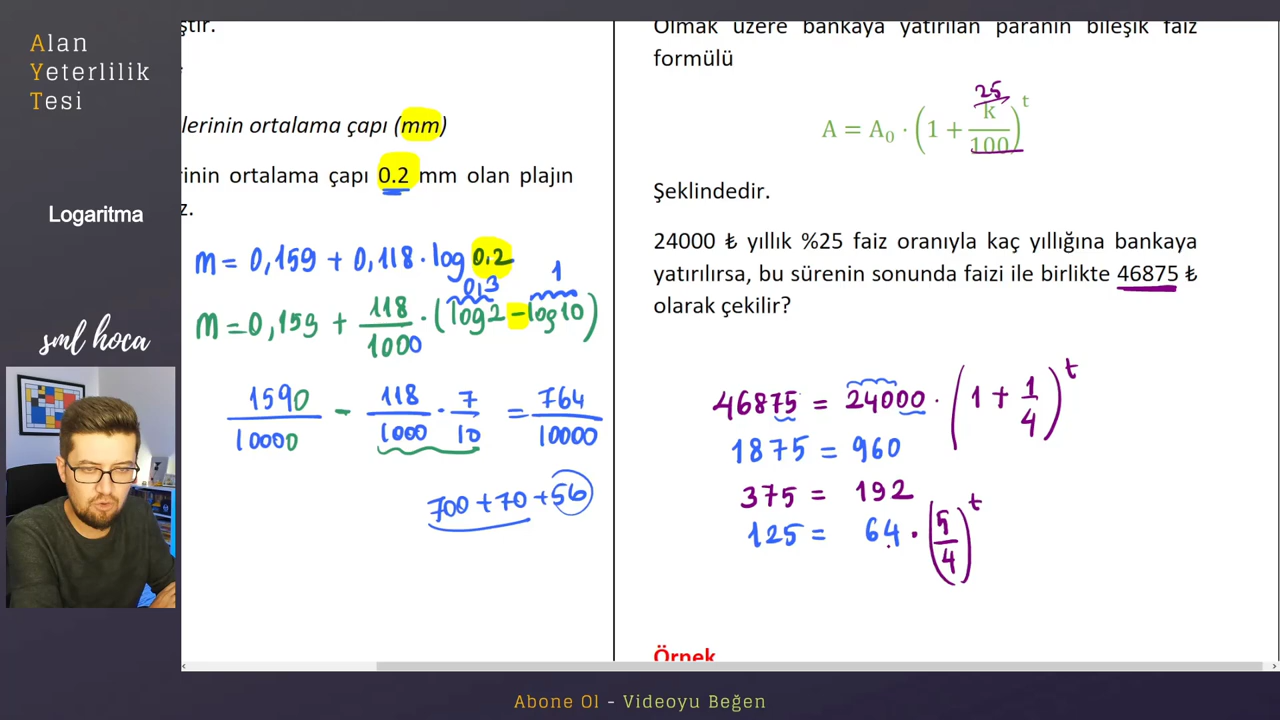 Alan
Yeterlilik
Tesi
Logaritma
sml hoca
ştir.
lerinin ortalama çapı (mm)
rinin ortalama çapı 0.2 mm olan plajın
z.
m = 0,159 + 0,118 · log 0.2
0,3 1
m = 0,159 + 118/1000 · (log2 - log10)
1590/10000 - 118/1000 · 7/10 = 764/10000
700 + 70 + 56
Olmak üzere bankaya yatırılan paranın bileşik faiz
formülü
25
A = A₀ · (1 + k/100)^t
Şeklindedir.
24000 ₺ yıllık %25 faiz oranıyla kaç yıllığına bankaya
yatırılırsa, bu sürenin sonunda faizi ile birlikte 46875 ₺
olarak çekilir?
46875 = 24000 · (1 + 1/4)^t
1875 = 960
375 = 192
125 = 64 · (5/4)^t
Örnek
Abone Ol - Videoyu Beğen